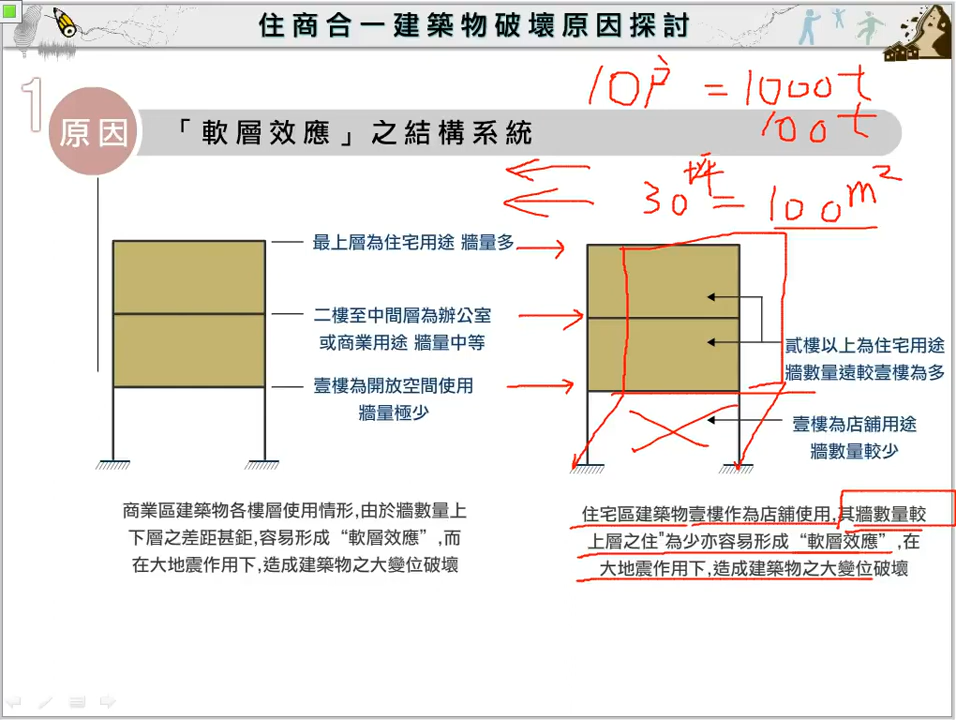 住商合一建築物破壞原因探討
10戶 = 1000t
100t
1
原因
「軟層效應」之結構系統
30坪 = 100m²
最上層為住宅用途 牆量多
二樓至中間層為辦公室
或商業用途 牆量中等
壹樓為開放空間使用
牆量極少
貳樓以上為住宅用途
牆數量遠較壹樓為多
壹樓為店舖用途
牆數量較少
商業區建築物各樓層使用情形,由於牆數量上
下層之差距甚鉅,容易形成“軟層效應”,而
在大地震作用下,造成建築物之大變位破壞
住宅區建築物壹樓作為店舖使用,其牆數量較
上層之住"為少亦容易形成“軟層效應”,在
大地震作用下,造成建築物之大變位破壞